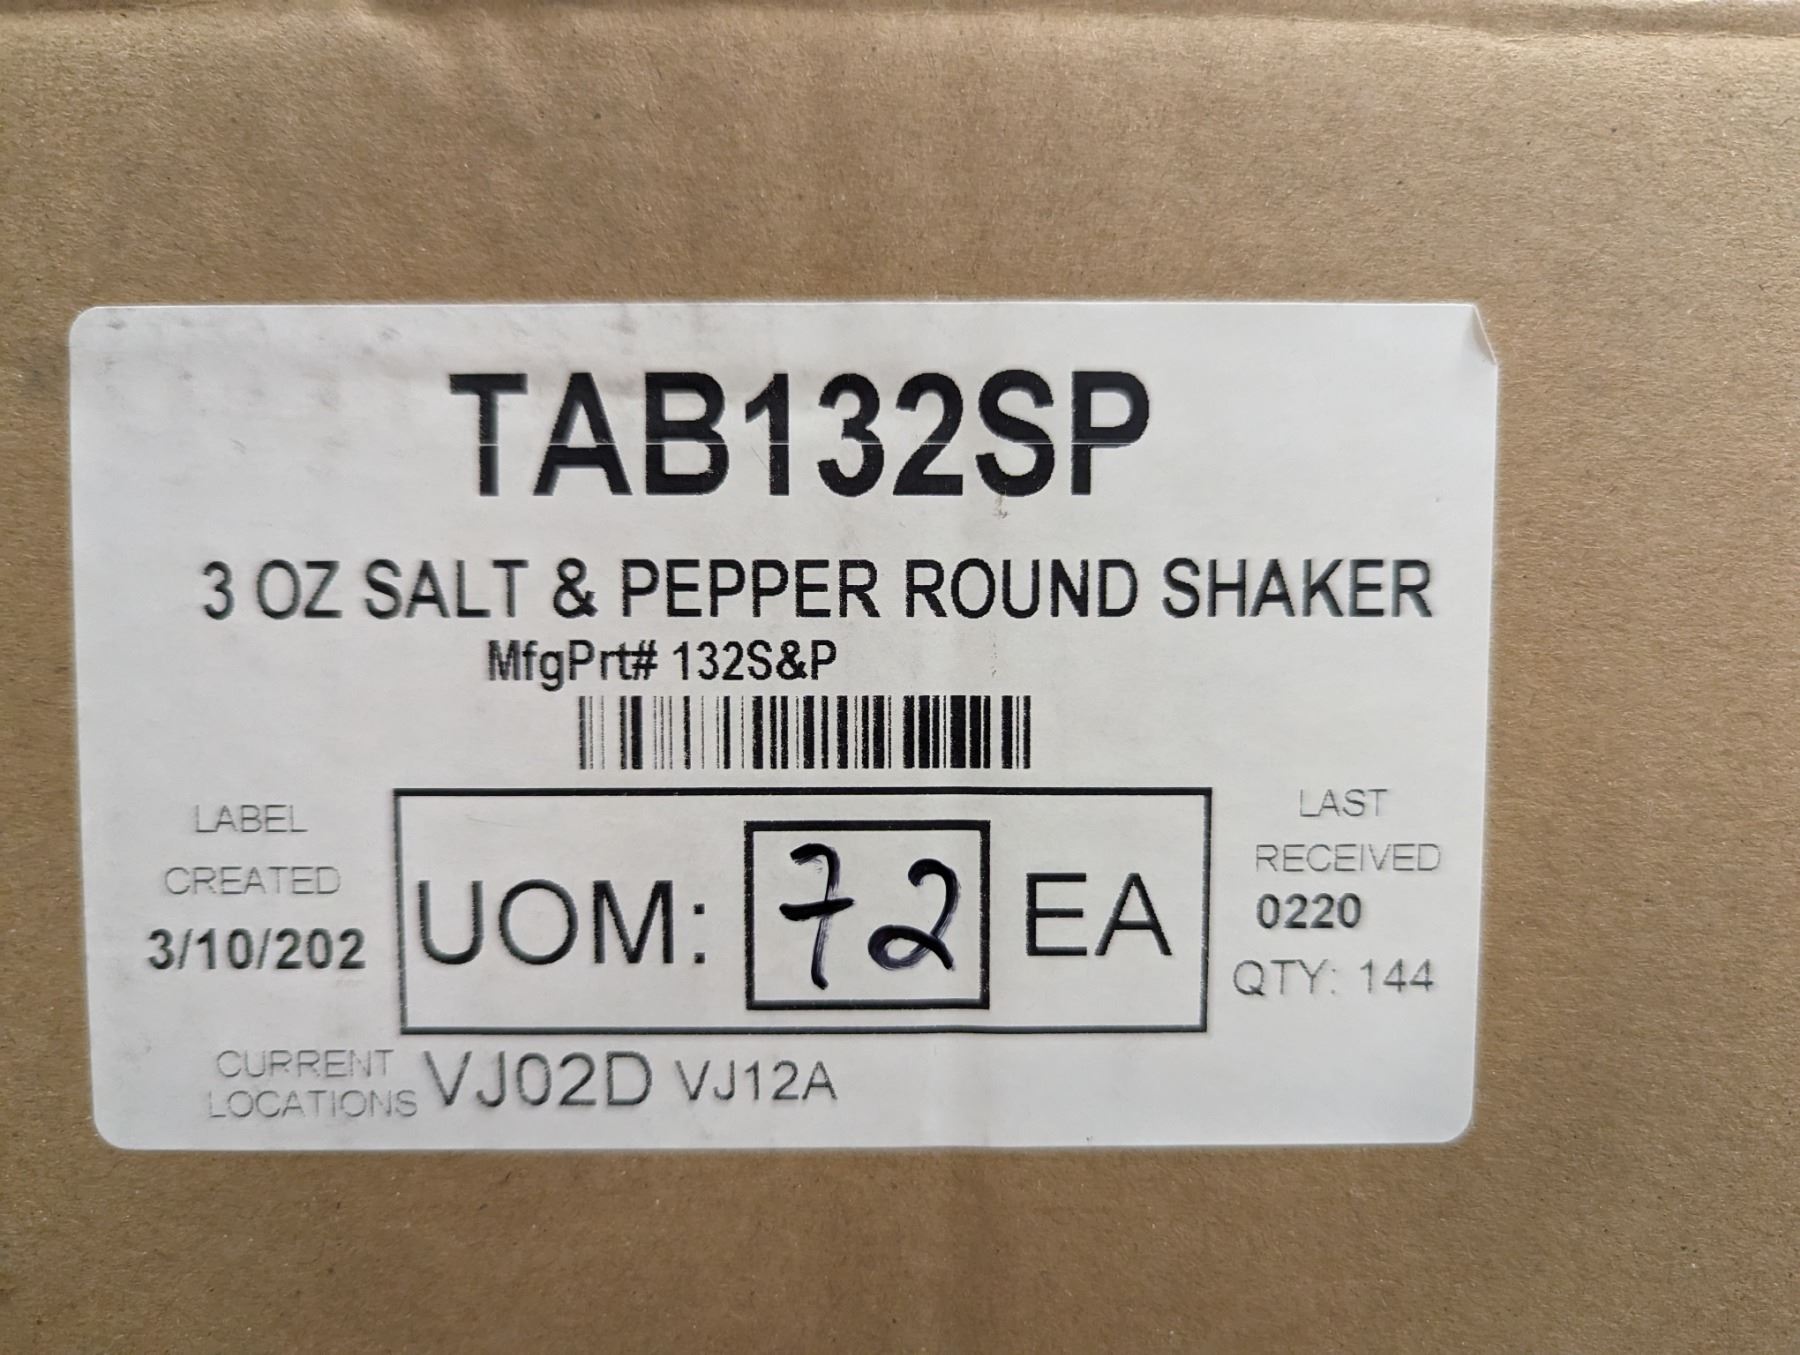 TAB132SP
3 OZ SALT & PEPPER ROUND SHAKER
MfgPrt# 132S&P
LABEL
CREATED
3/10/202
UOM: 72 EA
LAST
RECEIVED
0220
QTY: 144
CURRENT
LOCATIONS
VJ02D VJ12A